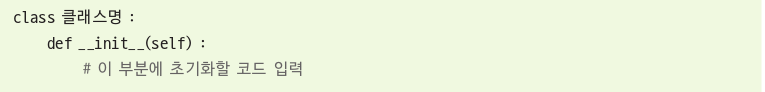 class 클래스명 :
    def __init__(self) :
        # 이 부분에 초기화할 코드 입력